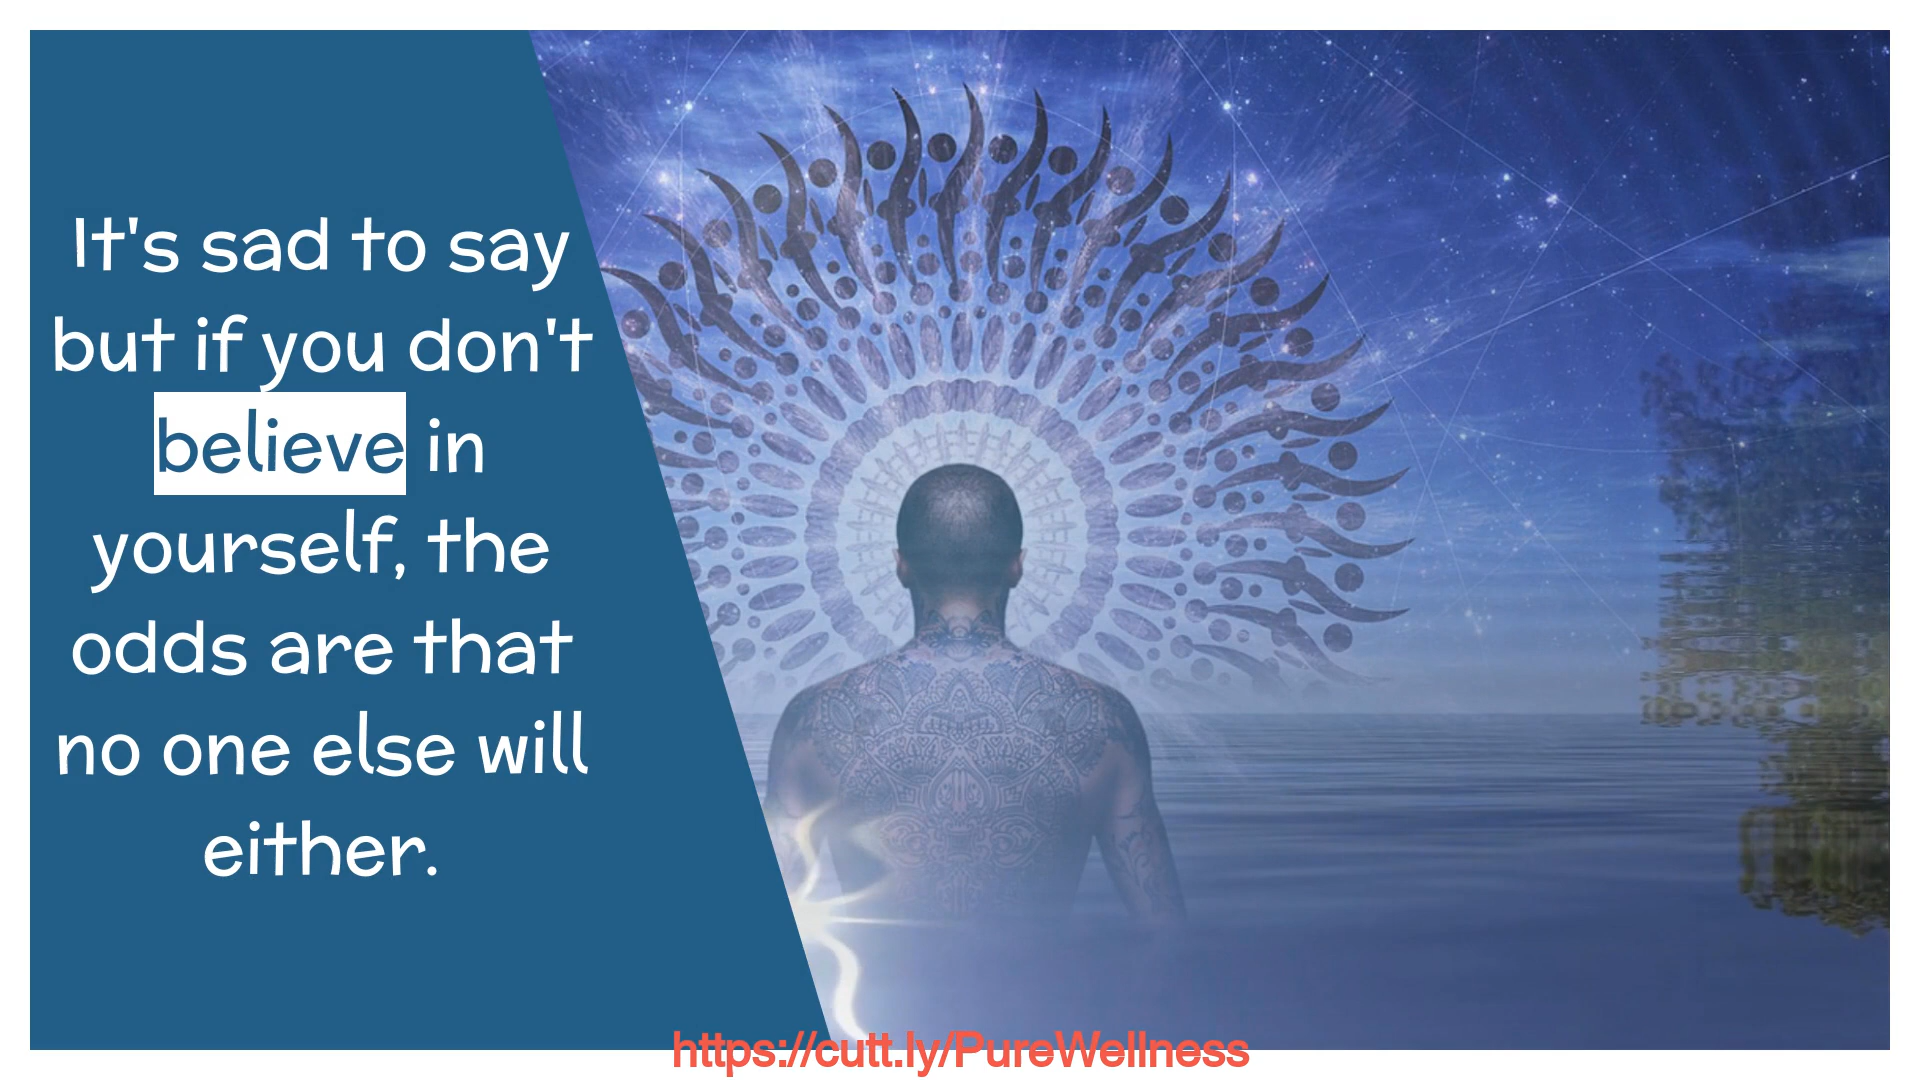 It's sad to say
but if you don't
believe in
yourself, the
odds are that
no one else will
either.
https://cutt.ly/PureWellness